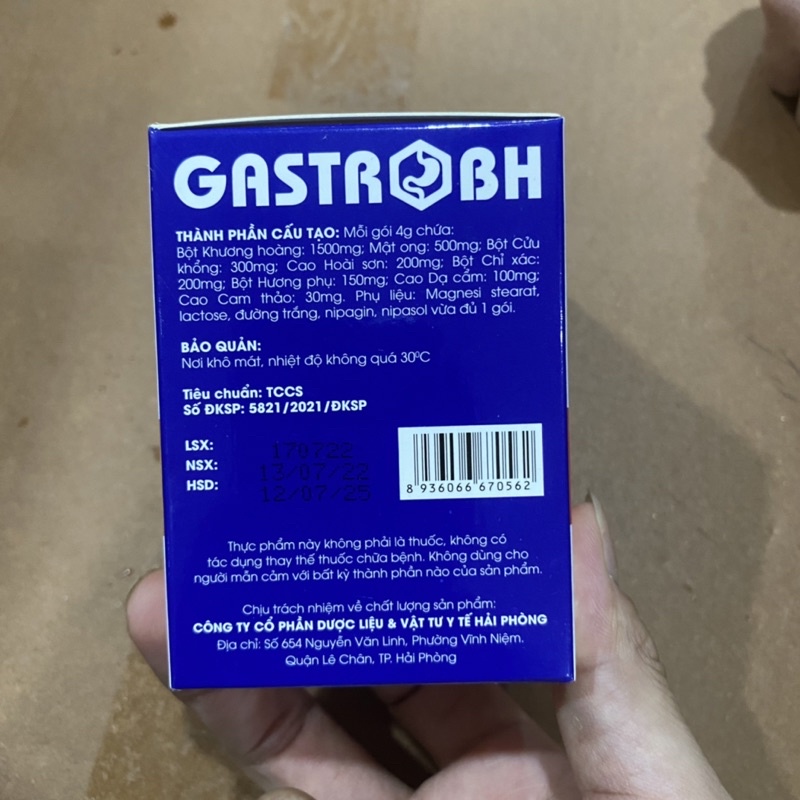 GASTROBH
THÀNH PHẦN CẤU TẠO: Mỗi gói 4g chứa:
Bột Khương hoàng: 1500mg; Mật ong: 500mg; Bột Cửu
khổng: 300mg; Cao Hoài sơn: 200mg; Bột Chỉ xác:
200mg; Bột Hương phụ: 150mg; Cao Dạ cẩm: 100mg;
Cao Cam thảo: 30mg. Phụ liệu: Magnesi stearat,
lactose, đường trắng, nipagin, nipasol vừa đủ 1 gói.
BẢO QUẢN:
Nơi khô mát, nhiệt độ không quá 30⁰C
Tiêu chuẩn: TCCS
Số ĐKSP: 5821/2021/ĐKSP
LSX: 170722
NSX: 13/07/22
HSD: 12/07/25
8 936066 670562
Thực phẩm này không phải là thuốc, không có
tác dụng thay thế thuốc chữa bệnh. Không dùng cho
người mẫn cảm với bất kỳ thành phần nào của sản phẩm.
Chịu trách nhiệm về chất lượng sản phẩm:
CÔNG TY CỔ PHẦN DƯỢC LIỆU & VẬT TƯ Y TẾ HẢI PHÒNG
Địa chỉ: Số 654 Nguyễn Văn Linh, Phường Vĩnh Niệm.
Quận Lê Chân, TP. Hải Phòng